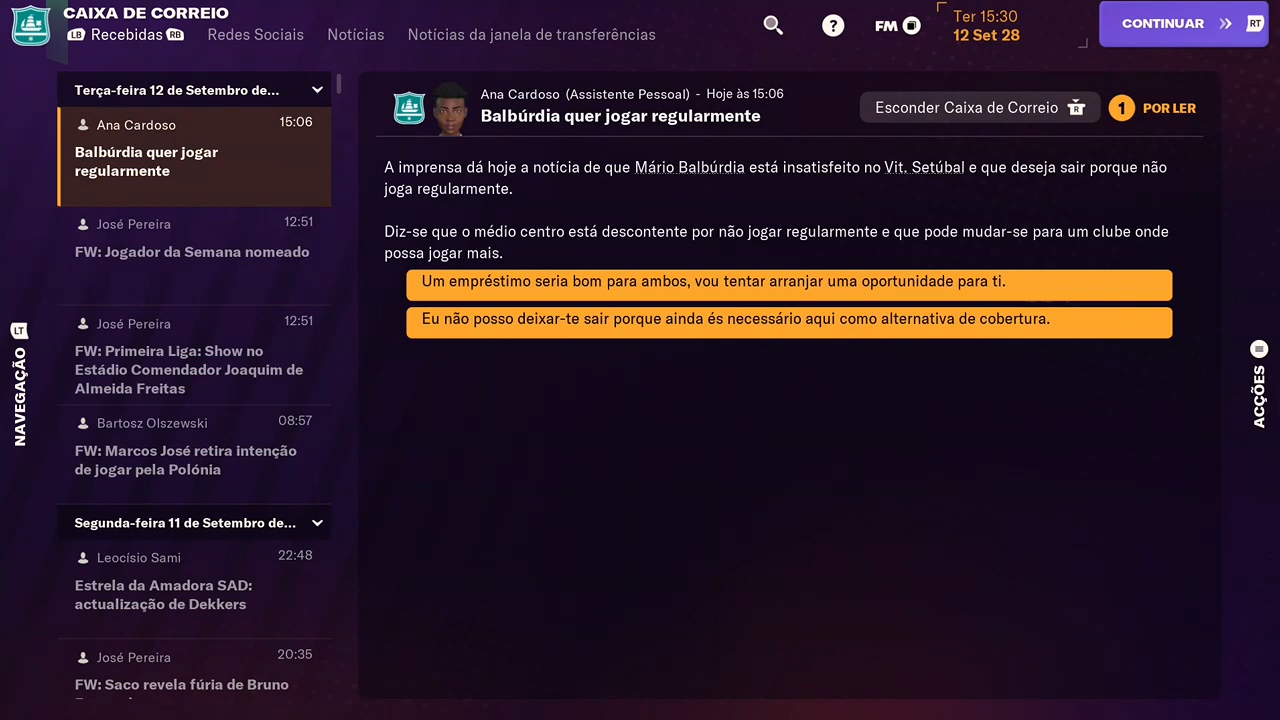 CAIXA DE CORREIO
LB Recebidas RB
Redes Sociais
Notícias
Notícias da janela de transferências
?
FM
Ter 15:30
12 Set 28
CONTINUAR
RT
LT
NAVEGAÇÃO
Terça-feira 12 de Setembro de...
Ana Cardoso
15:06
Balbúrdia quer jogar
regularmente
José Pereira
12:51
FW: Jogador da Semana nomeado
José Pereira
12:51
FW: Primeira Liga: Show no
Estádio Comendador Joaquim de
Almeida Freitas
Bartosz Olszewski
08:57
FW: Marcos José retira intenção
de jogar pela Polónia
Segunda-feira 11 de Setembro de...
Leocísio Sami
22:48
Estrela da Amadora SAD:
actualização de Dekkers
José Pereira
20:35
FW: Saco revela fúria de Bruno
Ana Cardoso (Assistente Pessoal) - Hoje às 15:06
Balbúrdia quer jogar regularmente
Esconder Caixa de Correio R
1 POR LER
A imprensa dá hoje a notícia de que Mário Balbúrdia está insatisfeito no Vit. Setúbal e que deseja sair porque não
joga regularmente.
Diz-se que o médio centro está descontente por não jogar regularmente e que pode mudar-se para um clube onde
possa jogar mais.
Um empréstimo seria bom para ambos, vou tentar arranjar uma oportunidade para ti.
Eu não posso deixar-te sair porque ainda és necessário aqui como alternativa de cobertura.
ACÇÕES